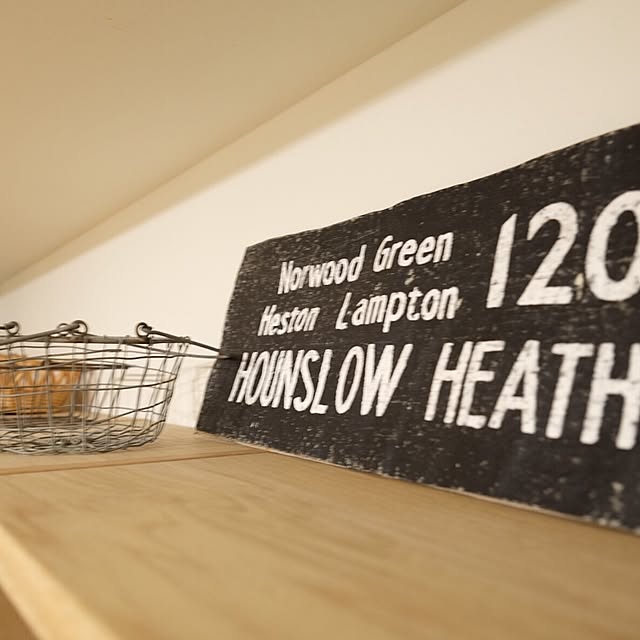 Norwood Green
Heston Lampton
120
HOUNSLOW HEATH